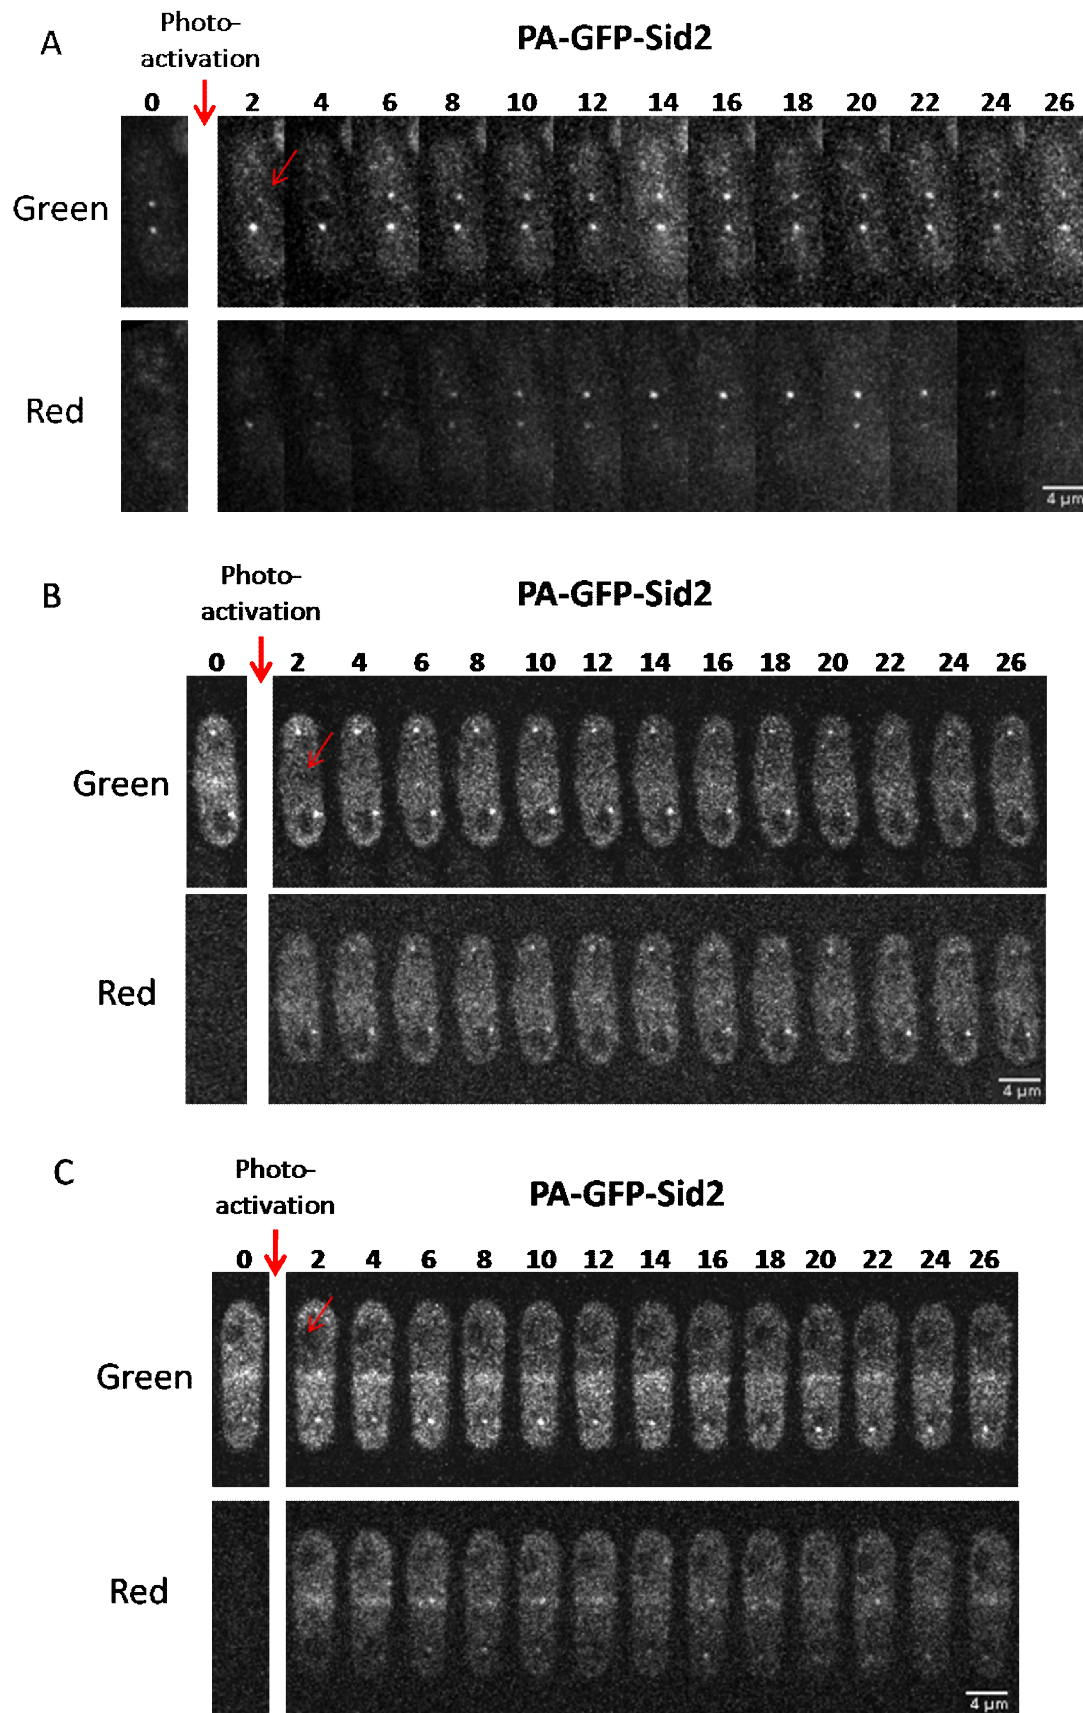 A
Photo-
activation
PA-GFP-Sid2
0 2 4 6 8 10 12 14 16 18 20 22 24 26
Green
Red
4 μm
B
Photo-
activation
PA-GFP-Sid2
0 2 4 6 8 10 12 14 16 18 20 22 24 26
Green
Red
4 μm
C
Photo-
activation
PA-GFP-Sid2
0 2 4 6 8 10 12 14 16 18 20 22 24 26
Green
Red
4 μm